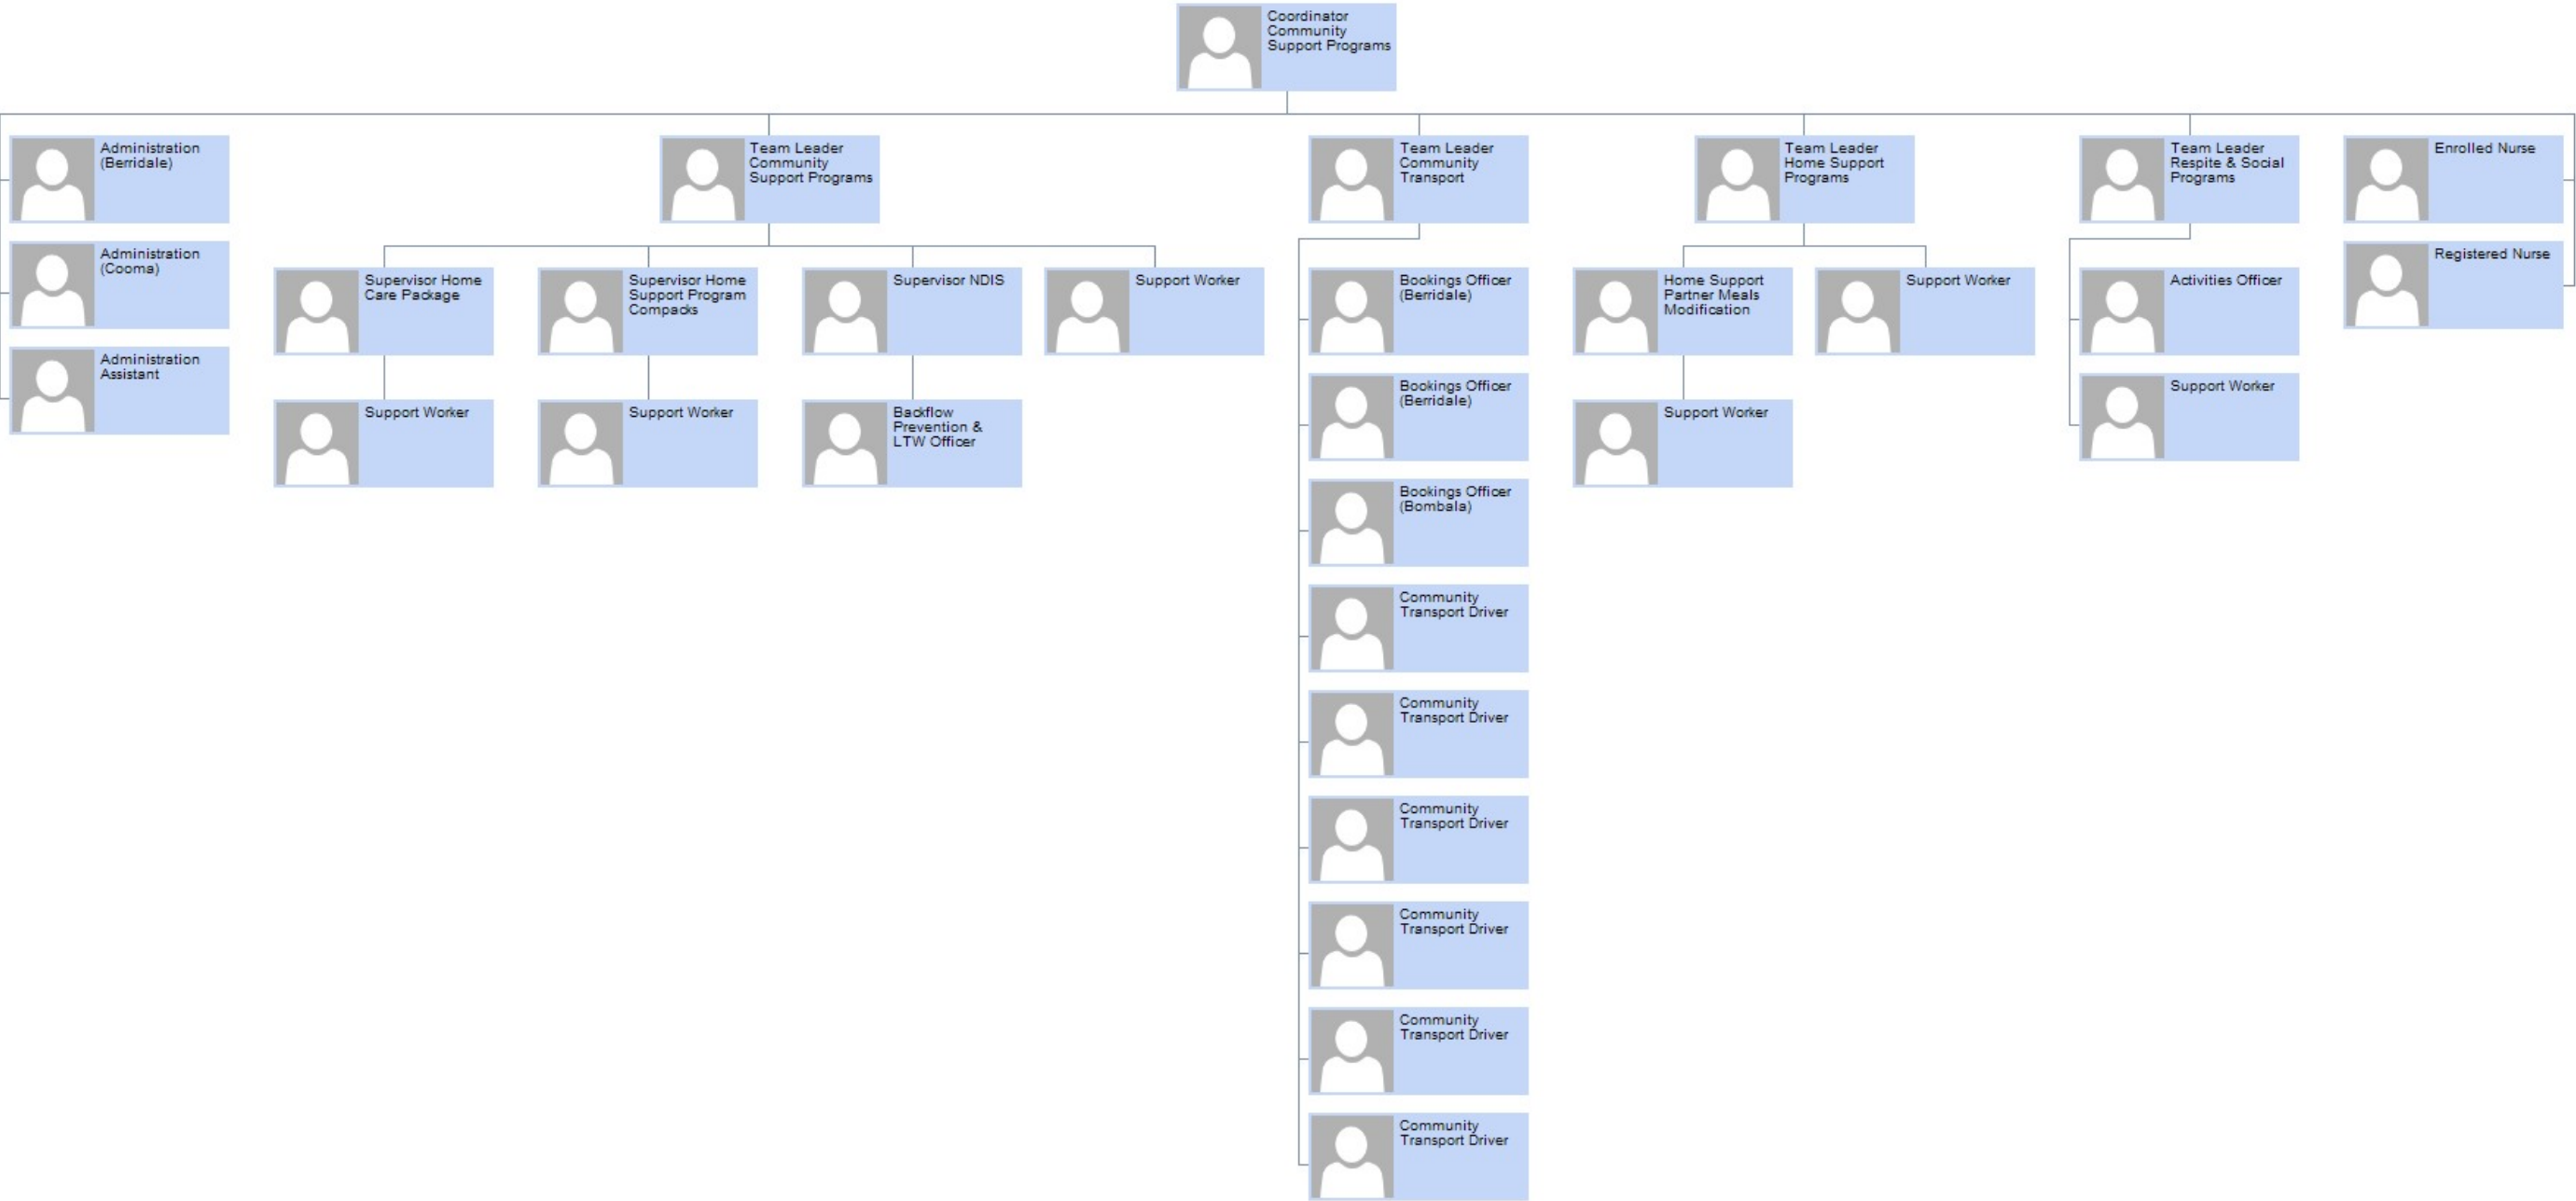 Coordinator
Community
Support Programs
Administration
(Berridale)
Administration
(Cooma)
Administration
Assistant
Team Leader
Community
Support Programs
Supervisor Home
Care Package
Support Worker
Supervisor Home
Support Program
Compacks
Support Worker
Supervisor NDIS
Backflow
Prevention &
LTW Officer
Support Worker
Team Leader
Community
Transport
Bookings Officer
(Berridale)
Bookings Officer
(Berridale)
Bookings Officer
(Bombala)
Community
Transport Driver
Community
Transport Driver
Community
Transport Driver
Community
Transport Driver
Community
Transport Driver
Community
Transport Driver
Team Leader
Home Support
Programs
Home Support
Partner Meals
Modification
Support Worker
Support Worker
Team Leader
Respite & Social
Programs
Activities Officer
Support Worker
Enrolled Nurse
Registered Nurse